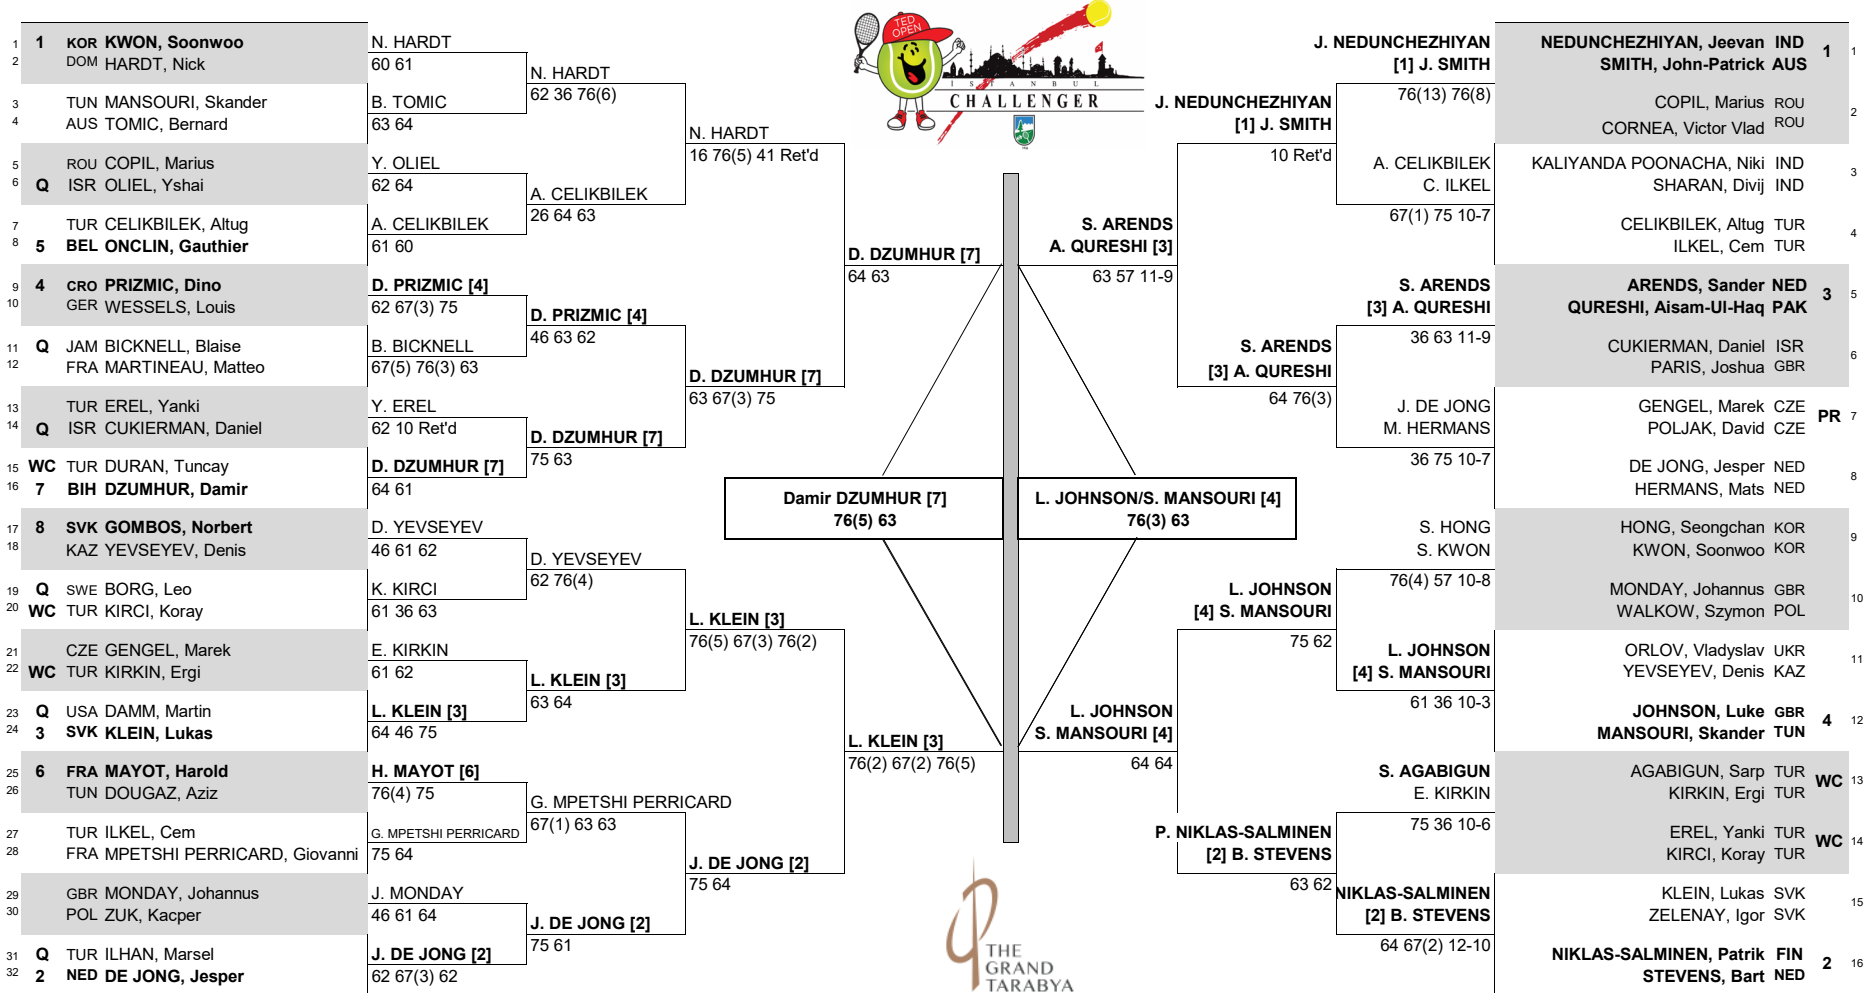 TED OPEN
ISTANBUL
CHALLENGER
1 1 KOR KWON, Soonwoo
2 DOM HARDT, Nick
3 TUN MANSOURI, Skander
4 AUS TOMIC, Bernard
5 ROU COPIL, Marius
6 Q ISR OLIEL, Yshai
7 TUR CELIKBILEK, Altug
8 5 BEL ONCLIN, Gauthier
9 4 CRO PRIZMIC, Dino
10 GER WESSELS, Louis
11 Q JAM BICKNELL, Blaise
12 FRA MARTINEAU, Matteo
13 TUR EREL, Yanki
14 Q ISR CUKIERMAN, Daniel
15 WC TUR DURAN, Tuncay
16 7 BIH DZUMHUR, Damir
17 8 SVK GOMBOS, Norbert
18 KAZ YEVSEYEV, Denis
19 Q SWE BORG, Leo
20 WC TUR KIRCI, Koray
21 CZE GENGEL, Marek
22 WC TUR KIRKIN, Ergi
23 Q USA DAMM, Martin
24 3 SVK KLEIN, Lukas
25 6 FRA MAYOT, Harold
26 TUN DOUGAZ, Aziz
27 TUR ILKEL, Cem
28 FRA MPETSHI PERRICARD, Giovanni
29 GBR MONDAY, Johannus
30 POL ZUK, Kacper
31 Q TUR ILHAN, Marsel
32 2 NED DE JONG, Jesper
N. HARDT
60 61
B. TOMIC
63 64
Y. OLIEL
62 64
A. CELIKBILEK
61 60
D. PRIZMIC [4]
62 67(3) 75
B. BICKNELL
67(5) 76(3) 63
Y. EREL
62 10 Ret'd
D. DZUMHUR [7]
64 61
D. YEVSEYEV
46 61 62
K. KIRCI
61 36 63
E. KIRKIN
61 62
L. KLEIN [3]
64 46 75
H. MAYOT [6]
76(4) 75
G. MPETSHI PERRICARD
75 64
J. MONDAY
46 61 64
J. DE JONG [2]
62 67(3) 62
N. HARDT
62 36 76(6)
A. CELIKBILEK
26 64 63
D. PRIZMIC [4]
46 63 62
D. DZUMHUR [7]
75 63
D. YEVSEYEV
62 76(4)
L. KLEIN [3]
63 64
G. MPETSHI PERRICARD
67(1) 63 63
J. DE JONG [2]
75 61
N. HARDT
16 76(5) 41 Ret'd
D. DZUMHUR [7]
63 67(3) 75
L. KLEIN [3]
76(5) 67(3) 76(2)
J. DE JONG [2]
75 64
D. DZUMHUR [7]
64 63
L. KLEIN [3]
76(2) 67(2) 76(5)
Damir DZUMHUR [7]
76(5) 63
L. JOHNSON/S. MANSOURI [4]
76(3) 63
S. ARENDS
A. QURESHI [3]
63 57 11-9
L. JOHNSON
S. MANSOURI [4]
64 64
J. NEDUNCHEZHIYAN
[1] J. SMITH
10 Ret'd
S. ARENDS
[3] A. QURESHI
64 76(3)
L. JOHNSON
[4] S. MANSOURI
75 62
P. NIKLAS-SALMINEN
[2] B. STEVENS
63 62
J. NEDUNCHEZHIYAN
[1] J. SMITH
76(13) 76(8)
A. CELIKBILEK
C. ILKEL
67(1) 75 10-7
S. ARENDS
[3] A. QURESHI
36 63 11-9
J. DE JONG
M. HERMANS
36 75 10-7
S. HONG
S. KWON
76(4) 57 10-8
L. JOHNSON
[4] S. MANSOURI
61 36 10-3
S. AGABIGUN
E. KIRKIN
75 36 10-6
NIKLAS-SALMINEN
[2] B. STEVENS
64 67(2) 12-10
NEDUNCHEZHIYAN, Jeevan IND 1 1
SMITH, John-Patrick AUS
COPIL, Marius ROU 2
CORNEA, Victor Vlad ROU
KALIYANDA POONACHA, Niki IND 3
SHARAN, Divij IND
CELIKBILEK, Altug TUR 4
ILKEL, Cem TUR
ARENDS, Sander NED 3 5
QURESHI, Aisam-Ul-Haq PAK
CUKIERMAN, Daniel ISR 6
PARIS, Joshua GBR
GENGEL, Marek CZE PR 7
POLJAK, David CZE
DE JONG, Jesper NED 8
HERMANS, Mats NED
HONG, Seongchan KOR 9
KWON, Soonwoo KOR
MONDAY, Johannus GBR 10
WALKOW, Szymon POL
ORLOV, Vladyslav UKR 11
YEVSEYEV, Denis KAZ
JOHNSON, Luke GBR 4 12
MANSOURI, Skander TUN
AGABIGUN, Sarp TUR WC 13
KIRKIN, Ergi TUR
EREL, Yanki TUR WC 14
KIRCI, Koray TUR
KLEIN, Lukas SVK 15
ZELENAY, Igor SVK
NIKLAS-SALMINEN, Patrik FIN 2 16
STEVENS, Bart NED
THE
GRAND
TARABYA